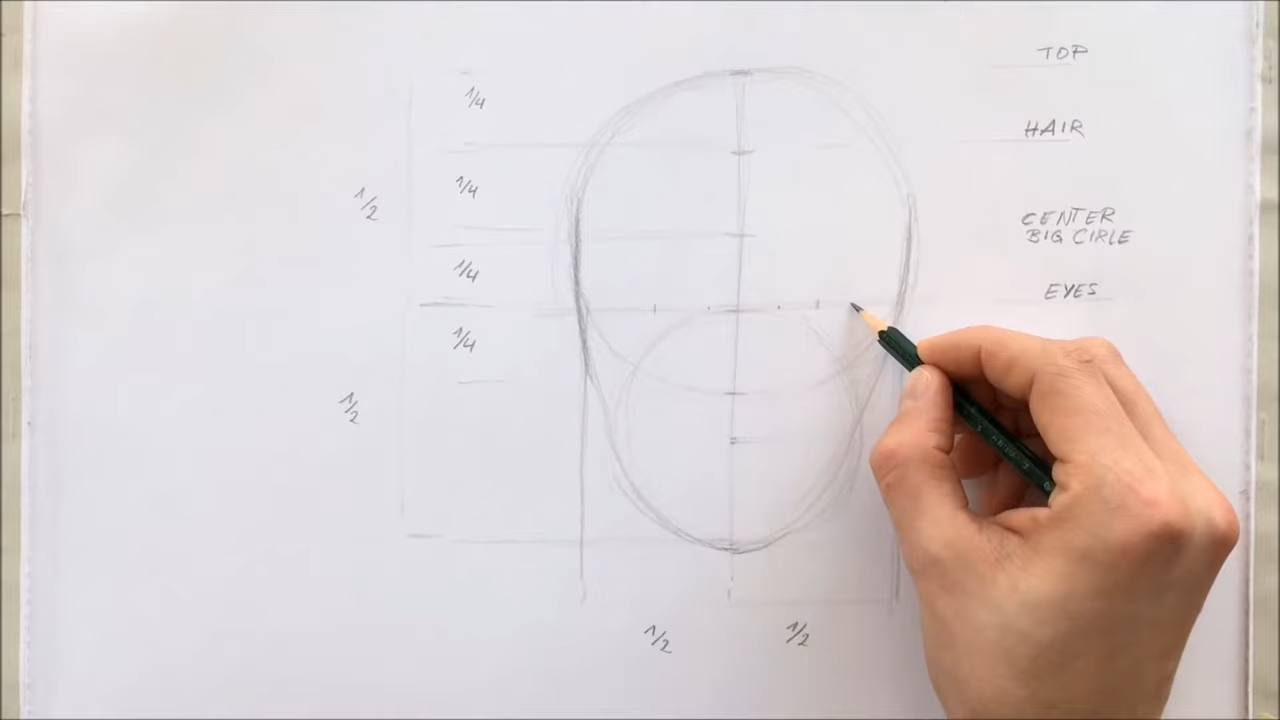 TOP
1/4
HAIR
1/4
1/2
CENTER
BIG CIRLE
1/4
EYES
1/4
1/2
1/2 1/2